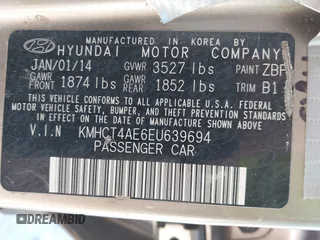 MANUFACTURED IN KOREA
HYUNDAI MOTOR COMPANY
JAN/01/14 GVWR 3527 lbs PAINT ZBP
GAWR FRONT 1874 lbs GAWR REAR 1852 lbs TRIM B1
THIS VEHICLE CONFORMS TO ALL APPLICABLE
U.S. FEDERAL MOTOR VEHICLE SAFETY, BUMPER, AND
THEFT PREVENTION STANDARDS IN EFFECT ON
THE DATE OF MANUFACTURE SHOWN ABOVE.
V.I.N KMHCT4AE6EU639694
PASSENGER CAR
DREAMBID